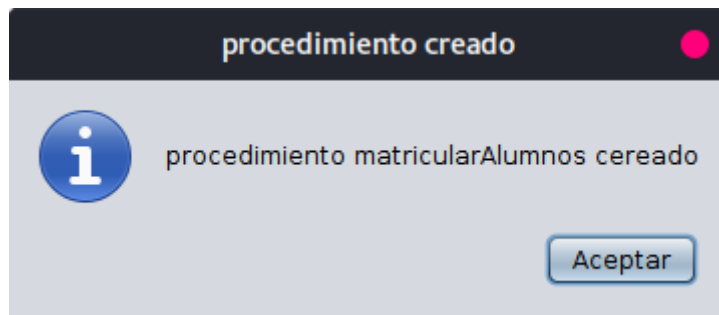 procedimiento creado
procedimiento matricularAlumnos cereado
Aceptar